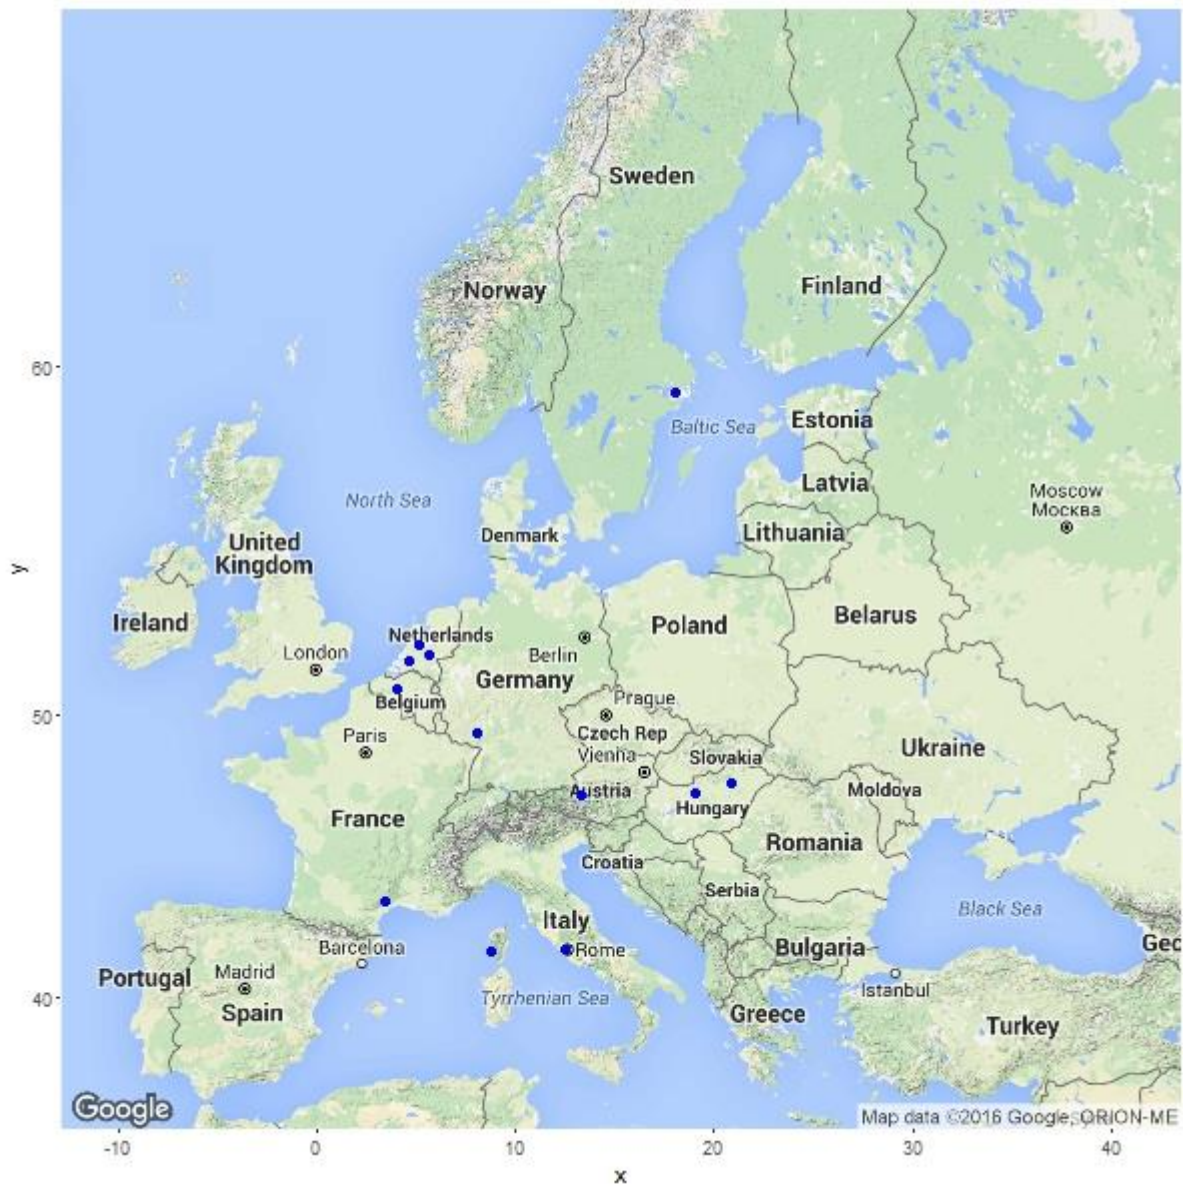 Sweden
Norway
Finland
60
Baltic Sea
Estonia
Latvia
North Sea
Moscow
Москва
Denmark
Lithuania
United
Kingdom
y
Ireland
Belarus
Poland
Netherlands
London
Berlin
Germany
Belgium
Prague
50
Paris
Czech Rep
Vienna
Slovakia
Ukraine
Austria
Hungary
Moldova
France
Romania
Croatia
Serbia
Black Sea
Italy
Barcelona
Rome
Bulgaria
Geo
Portugal
Madrid
Istanbul
40
Tyrrhenian Sea
Spain
Greece
Turkey
Google
Map data ©2016 Google, ORION-ME
-10
0
10
20
30
40
x